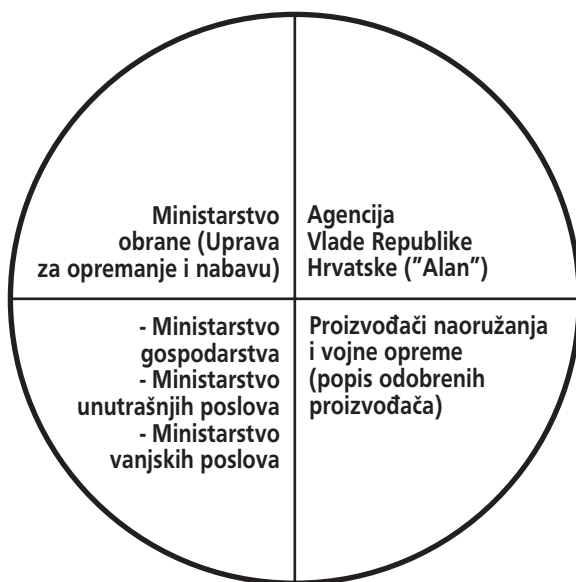 Ministarstvo
obrane (Uprava
za opremanje i nabavu)
Agencija
Vlade Republike
Hrvatske ("Alan")
- Ministarstvo
gospodarstva
- Ministarstvo
unutrašnjih poslova
- Ministarstvo
vanjskih poslova
Proizvođači naoružanja
i vojne opreme
(popis odobrenih
proizvođača)